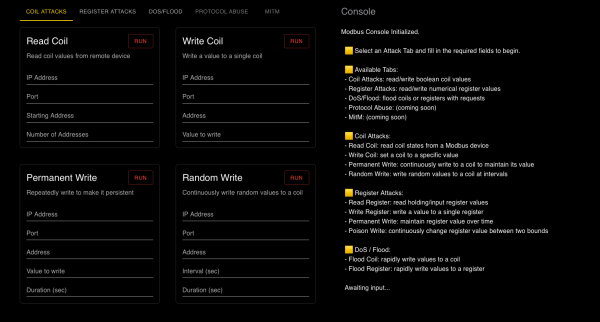 COIL ATTACKS REGISTER ATTACKS DOS/FLOOD PROTOCOL ABUSE MITM
Read Coil RUN
Read coil values from remote device
IP Address
Port
Starting Address
Number of Addresses
Write Coil RUN
Write a value to a single coil
IP Address
Port
Address
Value to write
Permanent Write RUN
Repeatedly write to make it persistent
IP Address
Port
Address
Value to write
Duration (sec)
Random Write RUN
Continuously write random values to a coil
IP Address
Port
Address
Interval (sec)
Duration (sec)
Console
Modbus Console Initialized.
Select an Attack Tab and fill in the required fields to begin.
Available Tabs:
- Coil Attacks: read/write boolean coil values
- Register Attacks: read/write numerical register values
- DoS/Flood: flood coils or registers with requests
- Protocol Abuse: (coming soon)
- MitM: (coming soon)
Coil Attacks:
- Read Coil: read coil states from a Modbus device
- Write Coil: set a coil to a specific value
- Permanent Write: continuously write to a coil to maintain its value
- Random Write: write random values to a coil at intervals
Register Attacks:
- Read Register: read holding/input register values
- Write Register: write a value to a single register
- Permanent Write: maintain register value over time
- Poison Write: continuously change register value between two bounds
DoS / Flood:
- Flood Coil: rapidly write values to a coil
- Flood Register: rapidly write values to a register
Awaiting input...